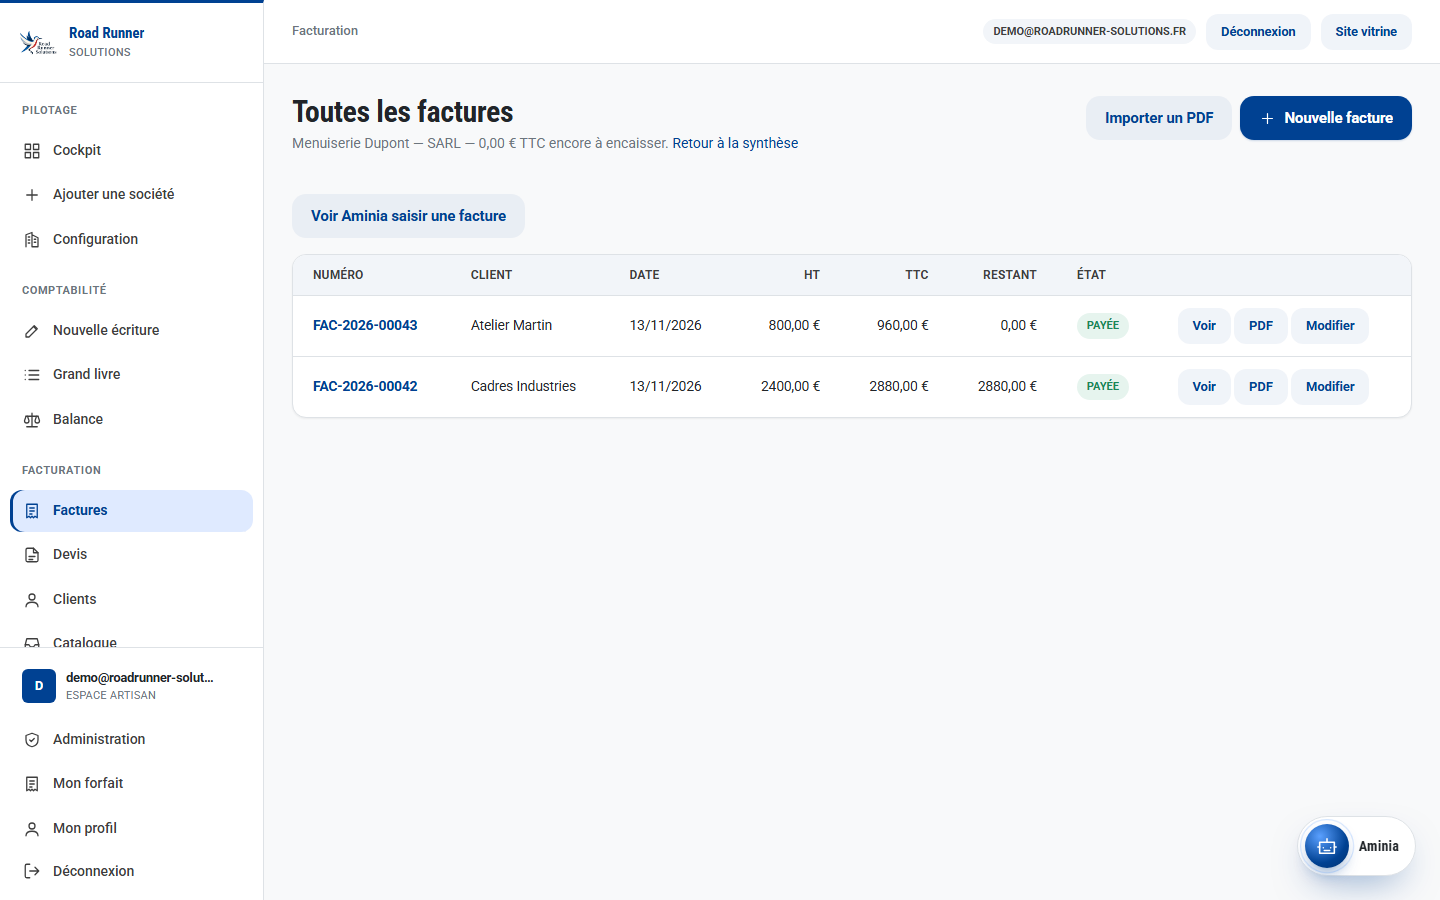 Road Runner
SOLUTIONS
Road
Runner
Solutions
PILOTAGE
Cockpit
Ajouter une société
Configuration
COMPTABILITÉ
Nouvelle écriture
Grand livre
Balance
FACTURATION
Factures
Devis
Clients
Catalogue
D
demo@roadrunner-solut...
ESPACE ARTISAN
Administration
Mon forfait
Mon profil
Déconnexion
Facturation
DEMO@ROADRUNNER-SOLUTIONS.FR
Déconnexion
Site vitrine
Toutes les factures
Menuiserie Dupont — SARL — 0,00 € TTC encore à encaisser. Retour à la synthèse
Importer un PDF
+ Nouvelle facture
Voir Aminia saisir une facture
NUMÉRO CLIENT DATE HT TTC RESTANT ÉTAT
FAC-2026-00043 Atelier Martin 13/11/2026 800,00 € 960,00 € 0,00 € PAYÉE Voir PDF Modifier
FAC-2026-00042 Cadres Industries 13/11/2026 2400,00 € 2880,00 € 2880,00 € PAYÉE Voir PDF Modifier
Aminia